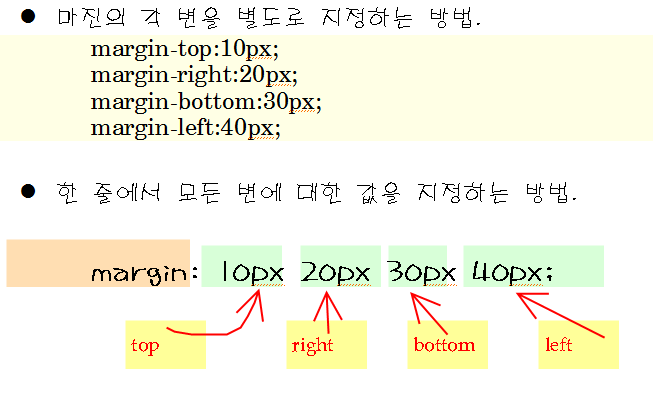 ● 마진의 각 변을 별도로 지정하는 방법.
margin-top:10px;
margin-right:20px;
margin-bottom:30px;
margin-left:40px;
● 한 줄에서 모든 변에 대한 값을 지정하는 방법.
margin: 10px 20px 30px 40px;
top right bottom left